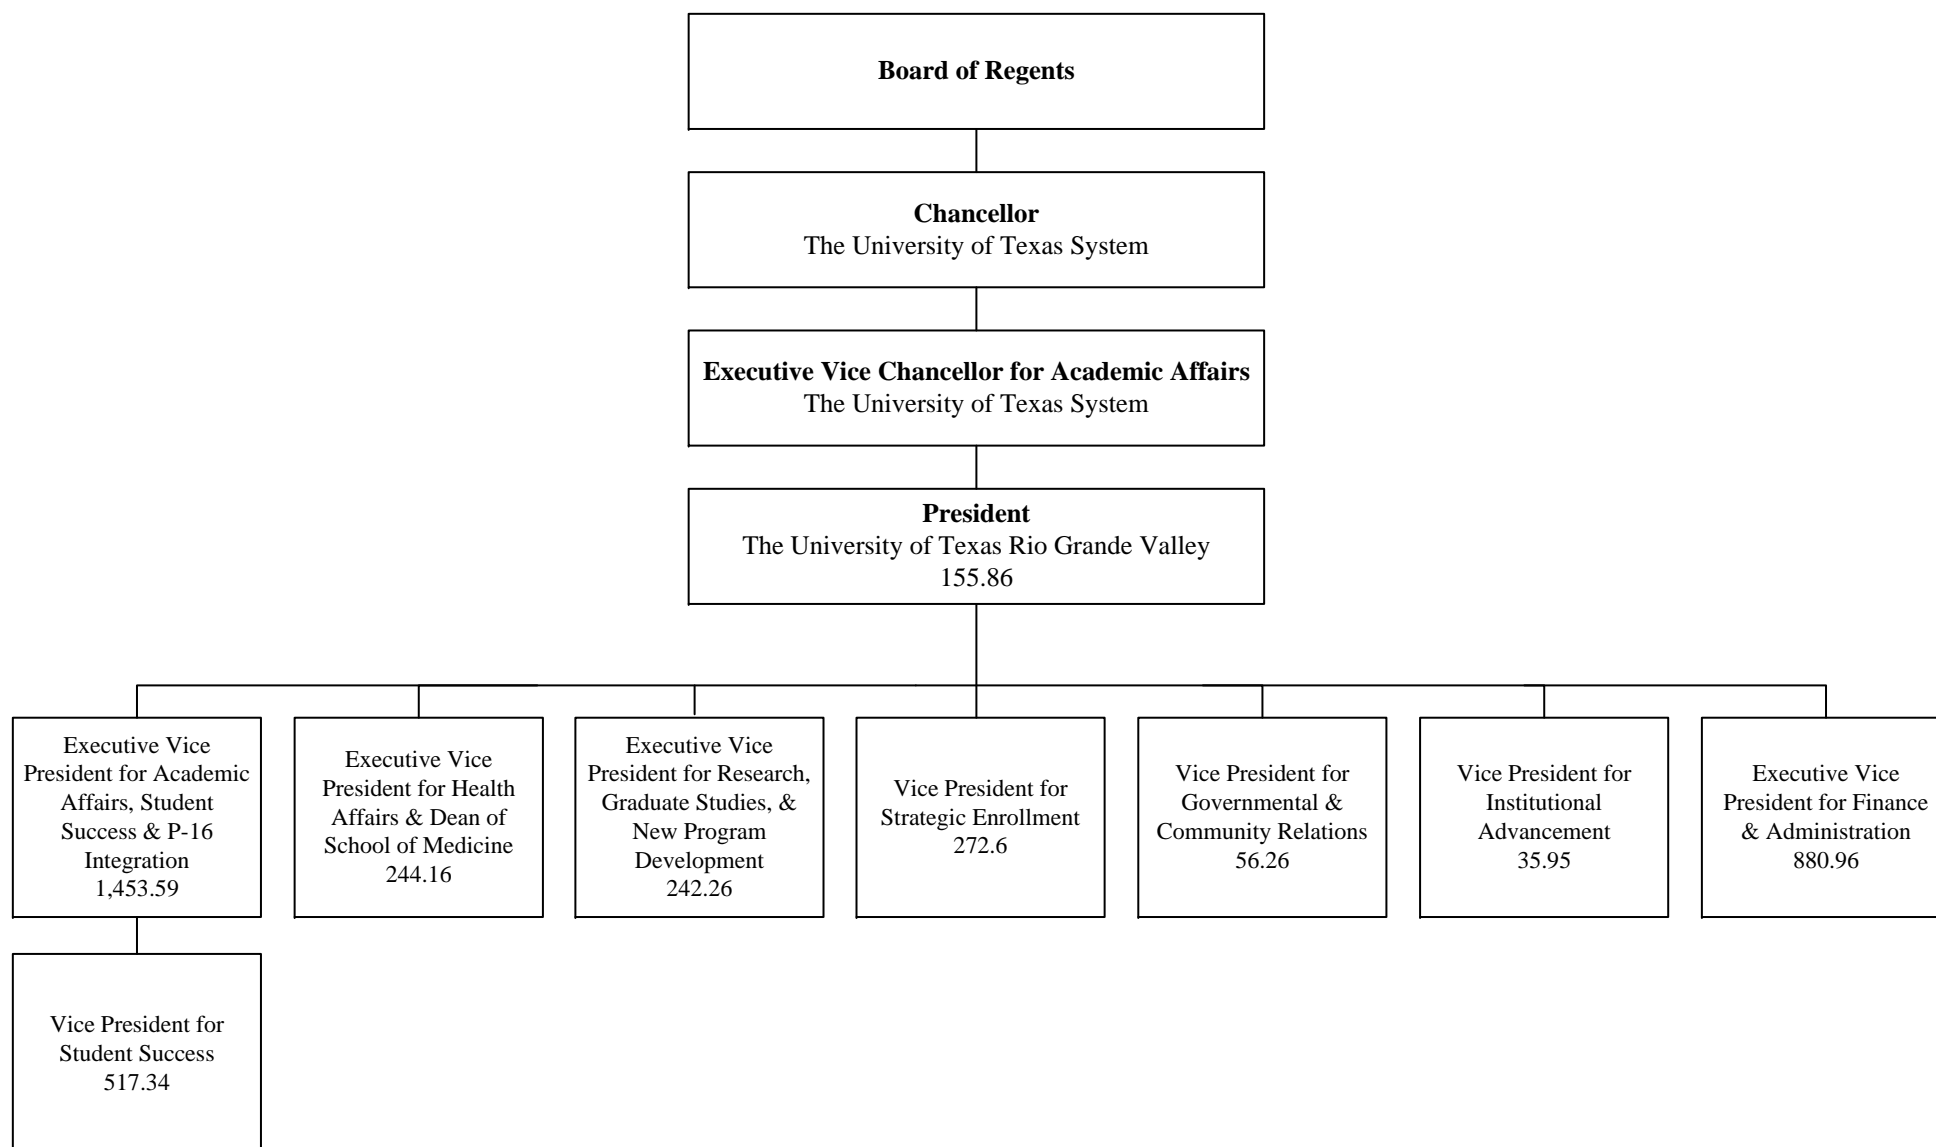 Board of Regents
Chancellor
The University of Texas System
Executive Vice Chancellor for Academic Affairs
The University of Texas System
President
The University of Texas Rio Grande Valley
155.86
Executive Vice
President for Academic
Affairs, Student
Success & P-16
Integration
1,453.59
Executive Vice
President for Health
Affairs & Dean of
School of Medicine
244.16
Executive Vice
President for Research,
Graduate Studies, &
New Program
Development
242.26
Vice President for
Strategic Enrollment
272.6
Vice President for
Governmental &
Community Relations
56.26
Vice President for
Institutional
Advancement
35.95
Executive Vice
President for Finance
& Administration
880.96
Vice President for
Student Success
517.34